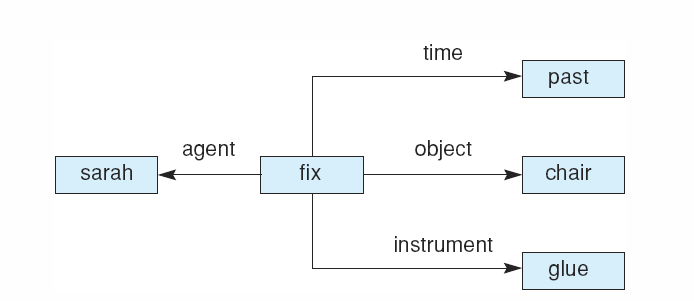 time
past
agent
object
sarah
fix
chair
instrument
glue